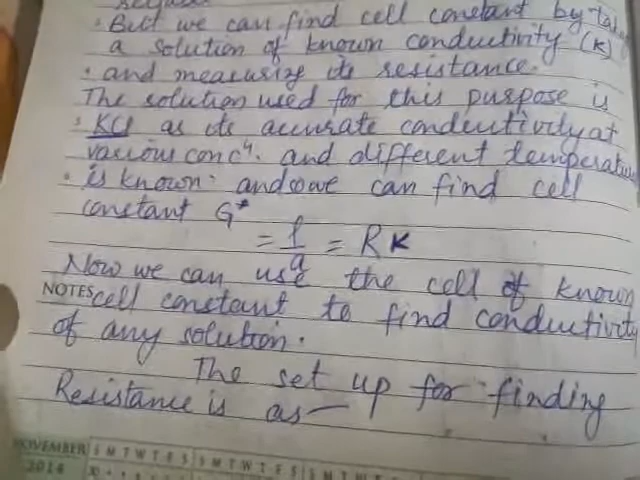 . But we can find cell constant by
a solution of known conductivity (K)
. and measuring its resistance.
The solution used for this purpose is
: KCl as its accurate conductivity at
various concⁿ. and different temperature
. is known. and so we can find cell
constant G*
= l/a = RK
Now we can use the cell of known
NOTES cell constant to find conductivity
of any solution.
The set up for finding
Resistance is as —
NOVEMBER S M T W T F S S M T W T F S S M T W T F S S M T
2014